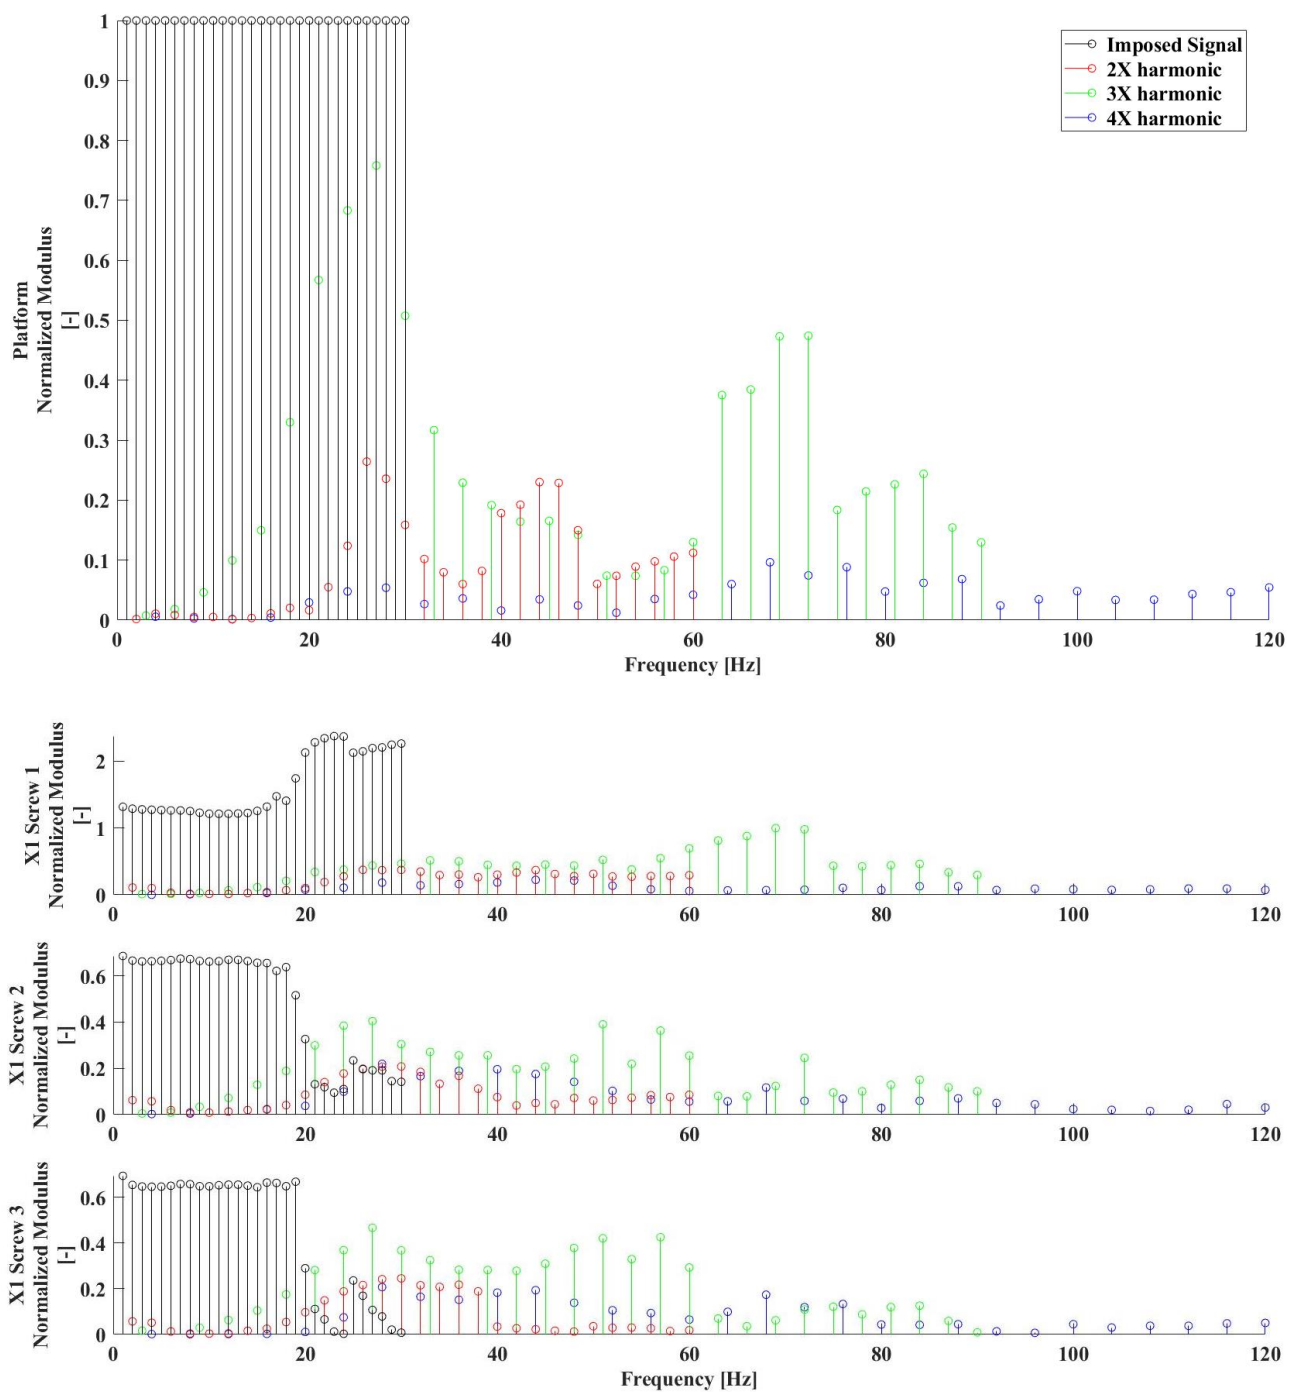 Imposed Signal
2X harmonic
3X harmonic
4X harmonic
Platform
Normalized Modulus
[-]
1
0.9
0.8
0.7
0.6
0.5
0.4
0.3
0.2
0.1
0
0 20 40 60 80 100 120
Frequency [Hz]
X1 Screw 1
Normalized Modulus
[-]
2
1
0
0 20 40 60 80 100 120
X1 Screw 2
Normalized Modulus
[-]
0.6
0.4
0.2
0
0 20 40 60 80 100 120
X1 Screw 3
Normalized Modulus
[-]
0.6
0.4
0.2
0
0 20 40 60 80 100 120
Frequency [Hz]